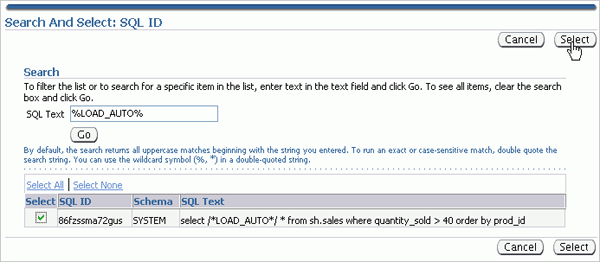 Search And Select: SQL ID
Cancel Select
Search
To filter the list or to search for a specific item in the list, enter text in the text field and click Go. To see all items, clear the search
box and click Go.
SQL Text %LOAD_AUTO%
Go
By default, the search returns all uppercase matches beginning with the string you entered. To run an exact or case-sensitive match, double quote
the search string. You can use the wildcard symbol (%, *) in a double-quoted string.
Select All | Select None
Select SQL ID Schema SQL Text
86fzssma72gus SYSTEM select /*LOAD_AUTO*/ * from sh.sales where quantity_sold > 40 order by prod_id
Cancel Select